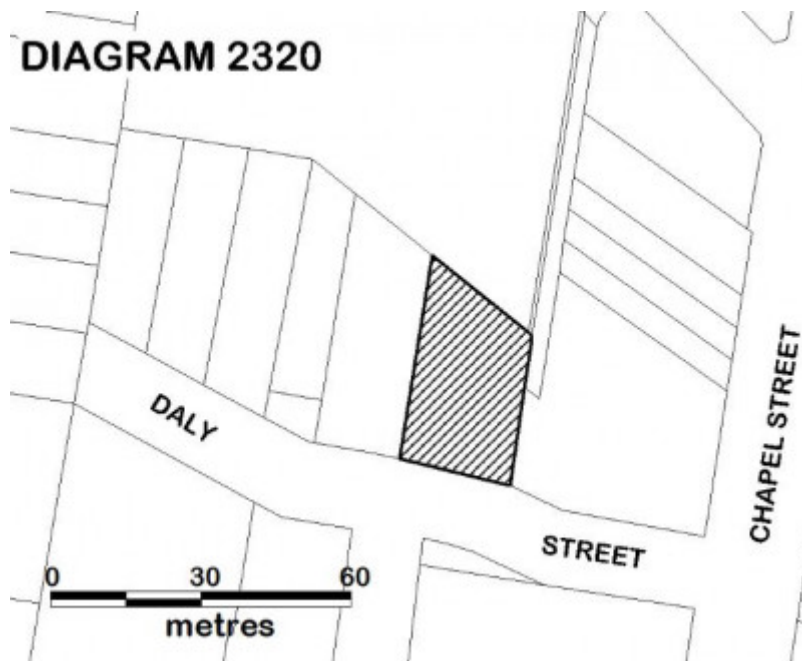 DIAGRAM 2320
DALY
STREET
CHAPEL STREET
0 30 60
metres